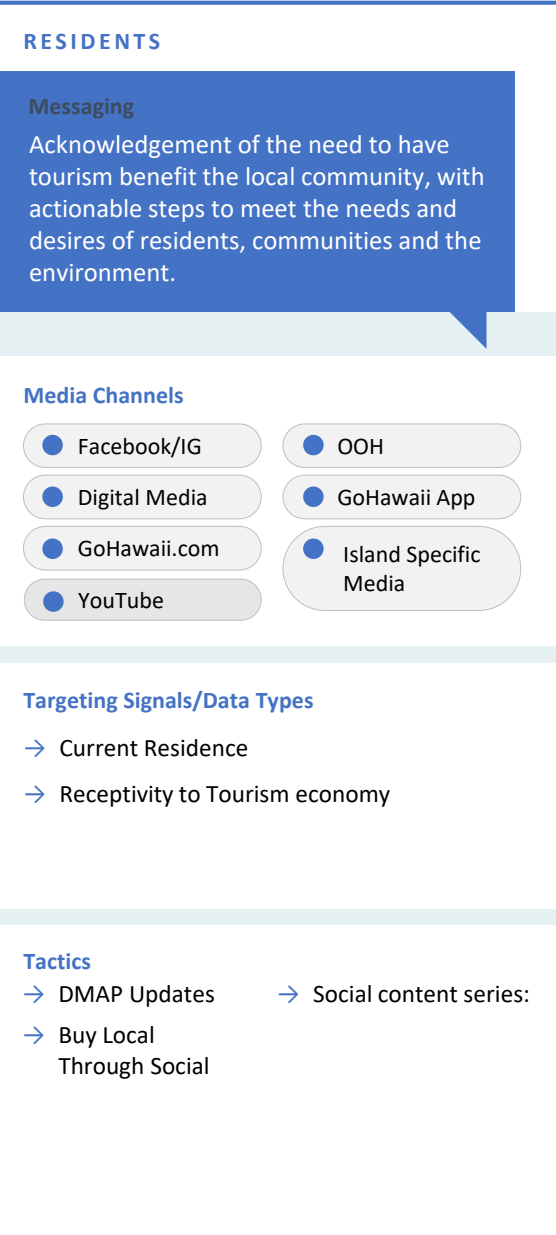 RESIDENTS
Messaging
Acknowledgement of the need to have
tourism benefit the local community, with
actionable steps to meet the needs and
desires of residents, communities and the
environment.
Media Channels
Facebook/IG
Digital Media
GoHawaii.com
YouTube
OOH
GoHawaii App
Island Specific
Media
Targeting Signals/Data Types
→ Current Residence
→ Receptivity to Tourism economy
Tactics
→ DMAP Updates
→ Buy Local
Through Social
→ Social content series: